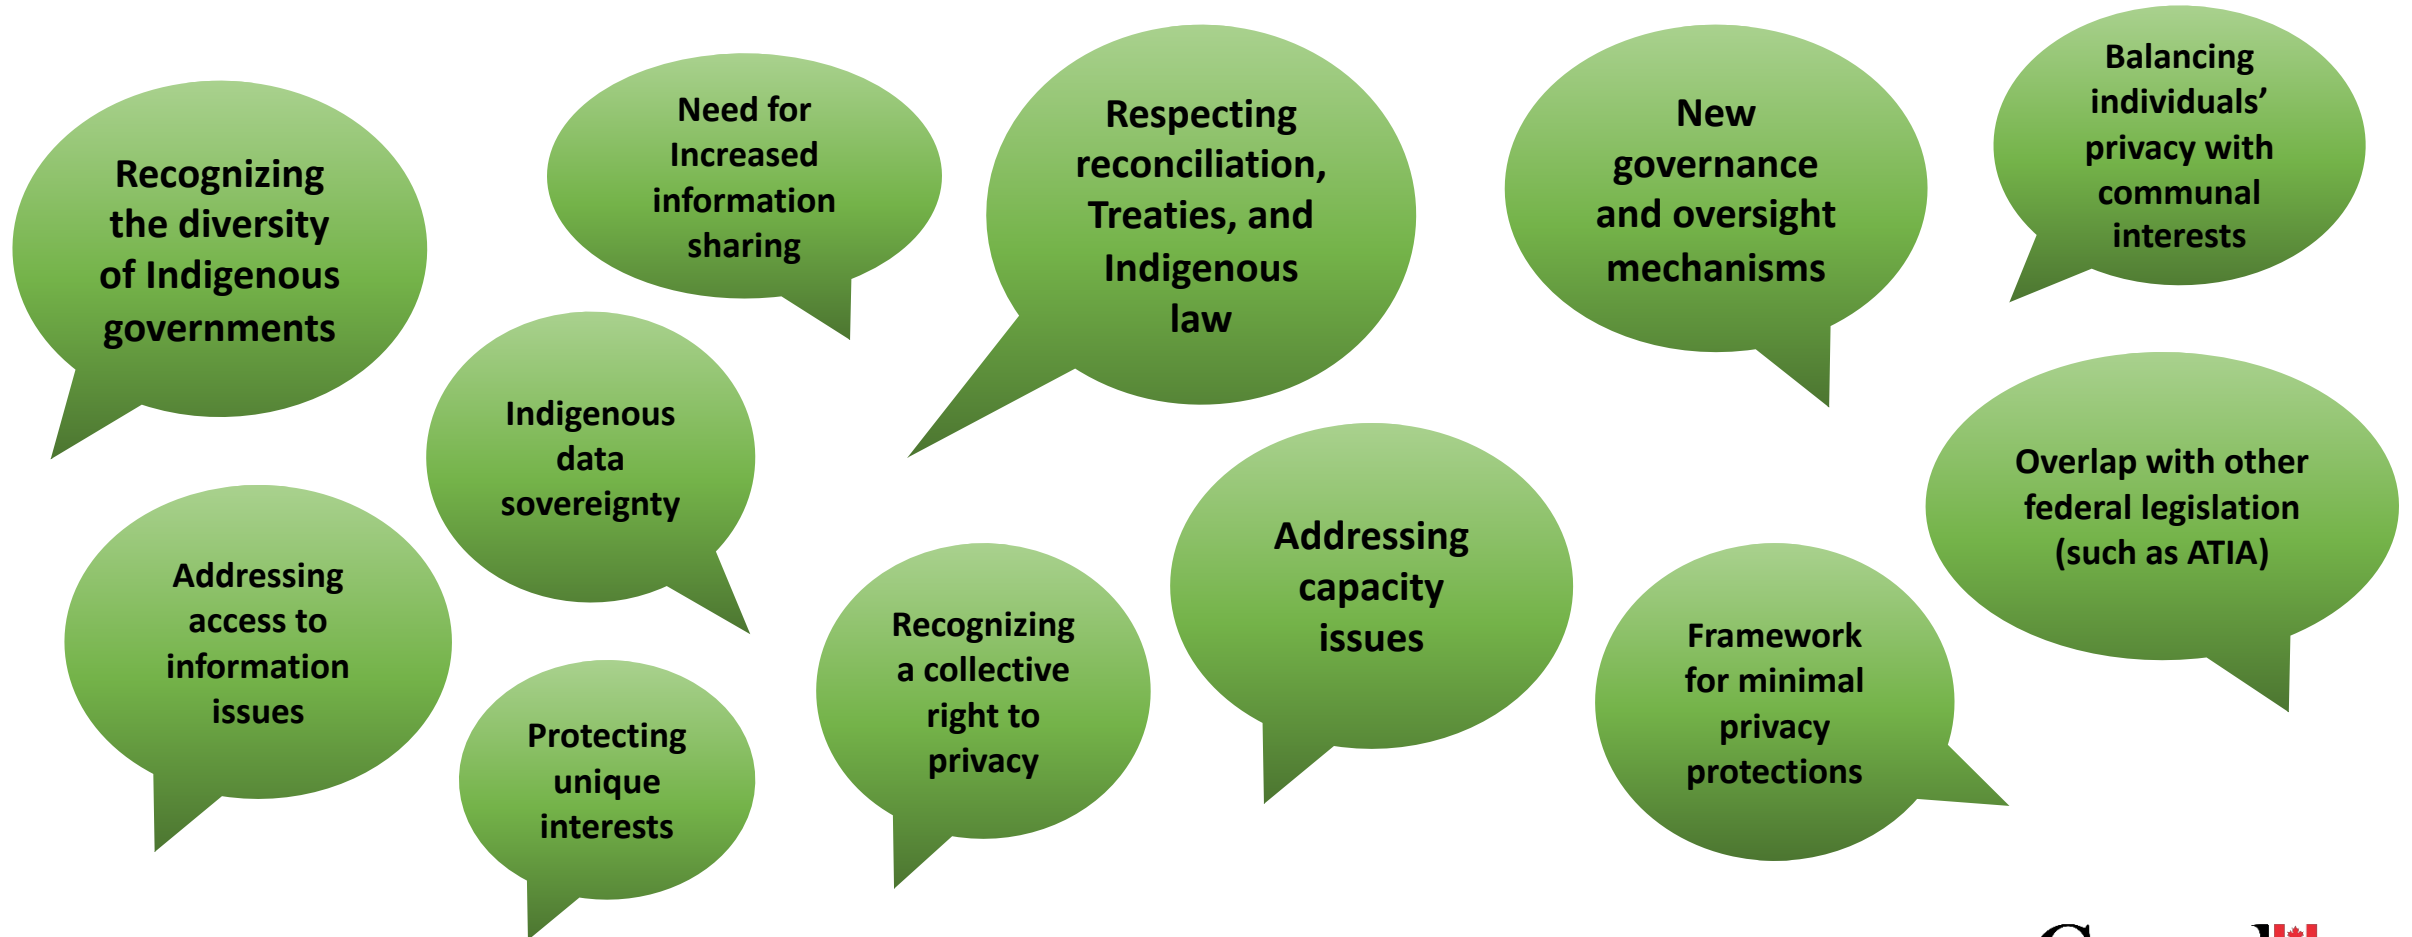 Recognizing
the diversity
of Indigenous
governments
Need for
Increased
information
sharing
Respecting
reconciliation,
Treaties, and
Indigenous
law
New
governance
and oversight
mechanisms
Balancing
individuals’
privacy with
communal
interests
Indigenous
data
sovereignty
Overlap with other
federal legislation
(such as ATIA)
Addressing
access to
information
issues
Protecting
unique
interests
Recognizing
a collective
right to
privacy
Addressing
capacity
issues
Framework
for minimal
privacy
protections